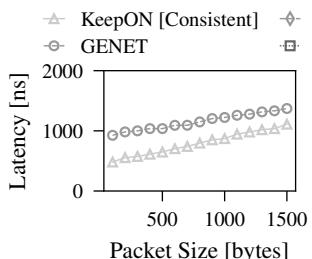 KeepON [Consistent]
GENET
2000
1000
0
Latency [ns]
500
1000
1500
Packet Size [bytes]